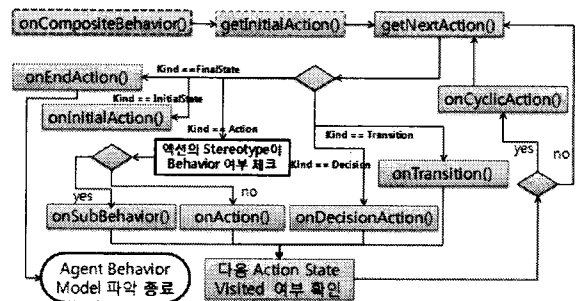 onCompositeBehavior()
getInitialAction()
getNextAction()
onEndAction()
Kind ==FinalState
Kind == InitialState
onInitialAction()
onCyclicAction()
Kind == Action
Kind == Transition
액션의 Stereotype이
Behavior 여부 체크
Kind == Decision
yes
no
onTransition()
yes
no
onSubBehavior()
onAction()
onDecisionAction()
Agent Behavior
Model 파악 종료
다음 Action State
Visited 여부 확인